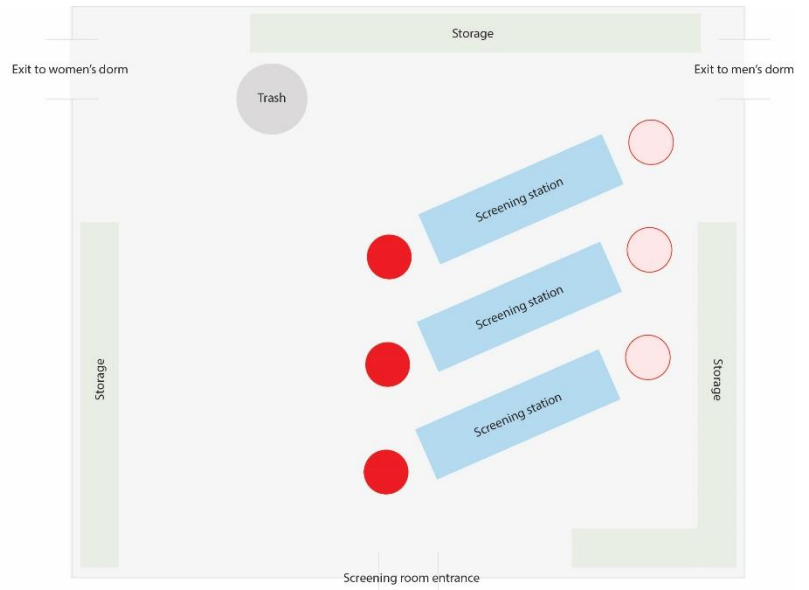 Storage
Exit to women’s dorm
Exit to men’s dorm
Trash
Screening station
Screening station
Storage
Storage
Screening station
Screening room entrance